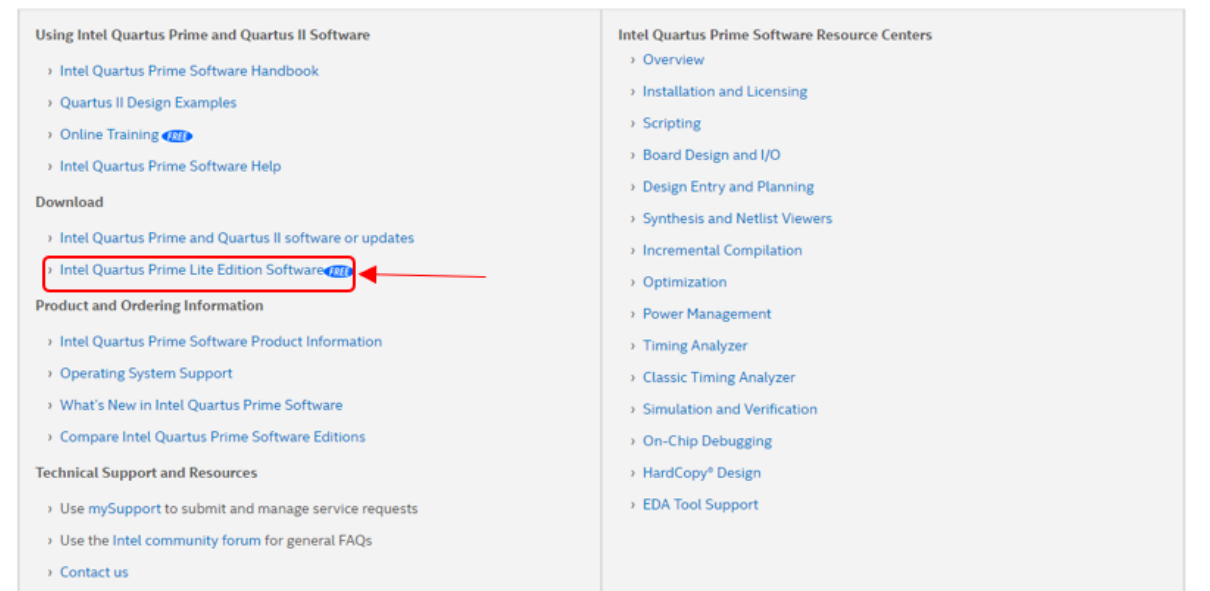 Using Intel Quartus Prime and Quartus II Software
› Intel Quartus Prime Software Handbook
› Quartus II Design Examples
› Online Training FREE
› Intel Quartus Prime Software Help
Download
› Intel Quartus Prime and Quartus II software or updates
› Intel Quartus Prime Lite Edition Software FREE
Product and Ordering Information
› Intel Quartus Prime Software Product Information
› Operating System Support
› What's New in Intel Quartus Prime Software
› Compare Intel Quartus Prime Software Editions
Technical Support and Resources
› Use mySupport to submit and manage service requests
› Use the Intel community forum for general FAQs
› Contact us
Intel Quartus Prime Software Resource Centers
› Overview
› Installation and Licensing
› Scripting
› Board Design and I/O
› Design Entry and Planning
› Synthesis and Netlist Viewers
› Incremental Compilation
› Optimization
› Power Management
› Timing Analyzer
› Classic Timing Analyzer
› Simulation and Verification
› On-Chip Debugging
› HardCopy® Design
› EDA Tool Support